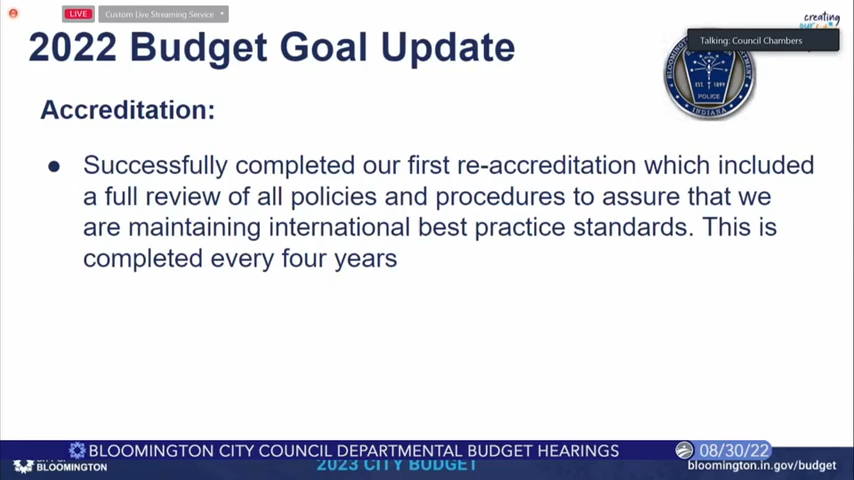 LIVE
Custom Live Streaming Service
creating
Talking: Council Chambers
2022 Budget Goal Update
BLOOMINGTON
EST. 1899
POLICE
INDIANA
Accreditation:
● Successfully completed our first re-accreditation which included
a full review of all policies and procedures to assure that we
are maintaining international best practice standards. This is
completed every four years
BLOOMINGTON CITY COUNCIL DEPARTMENTAL BUDGET HEARINGS
08/30/22
BLOOMINGTON
2023 CITY BUDGET
bloomington.in.gov/budget